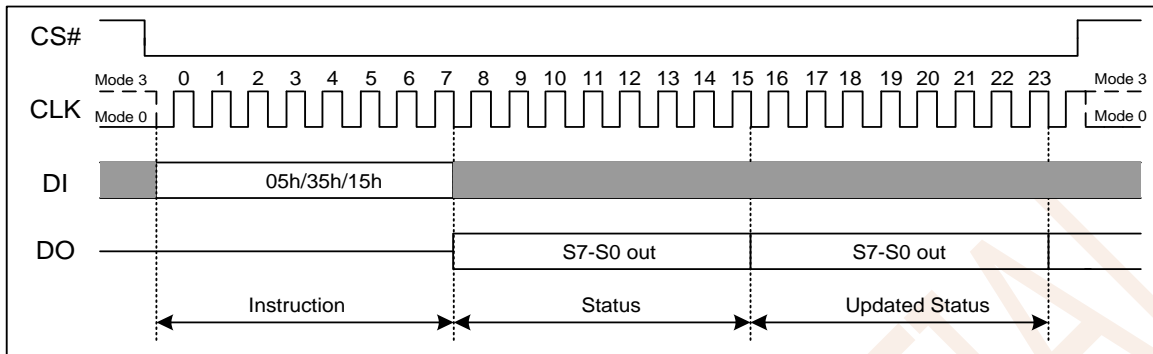 CS#
Mode 3 0 1 2 3 4 5 6 7 8 9 10 11 12 13 14 15 16 17 18 19 20 21 22 23 Mode 3
CLK
Mode 0 Mode 0
DI 05h/35h/15h
DO S7-S0 out S7-S0 out
Instruction Status Updated Status